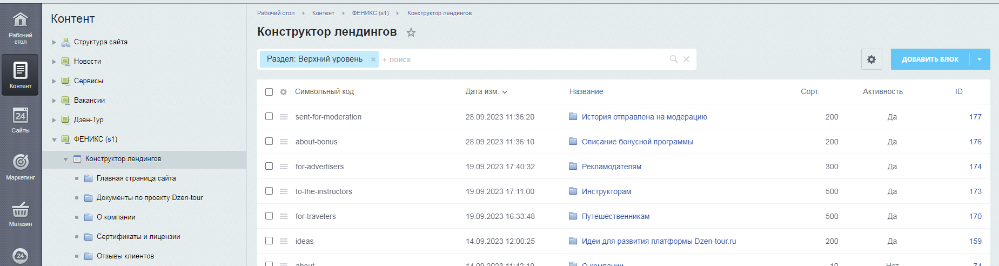 Рабочий
стол
Контент
24
Сайты
Маркетинг
Магазин
24
Контент
Структура сайта
Новости
Сервисы
Вакансии
Дзен-Тур
ФЕНИКС (s1)
Конструктор лендингов
Главная страница сайта
Документы по проекту Dzen-tour
О компании
Сертификаты и лицензии
Отзывы клиентов
Рабочий стол Контент ФЕНИКС (s1) Конструктор лендингов
Конструктор лендингов
Раздел: Верхний уровень × + поиск
ДОБАВИТЬ БЛОК
Символьный код Дата изм. Название Сорт. Активность ID
sent-for-moderation 28.09.2023 11:36:20 История отправлена на модерацию 200 Да 177
about-bonus 28.09.2023 11:36:10 Описание бонусной программы 200 Да 176
for-advertisers 19.09.2023 17:40:32 Рекламодателям 300 Да 174
to-the-instructors 19.09.2023 17:11:00 Инструкторам 500 Да 173
for-travelers 19.09.2023 16:33:48 Путешественникам 500 Да 170
ideas 14.09.2023 12:00:25 Идеи для развития платформы Dzen-tour.ru 200 Да 159
about 14.09.2023 11:42:19 О компании 10 Нет 74